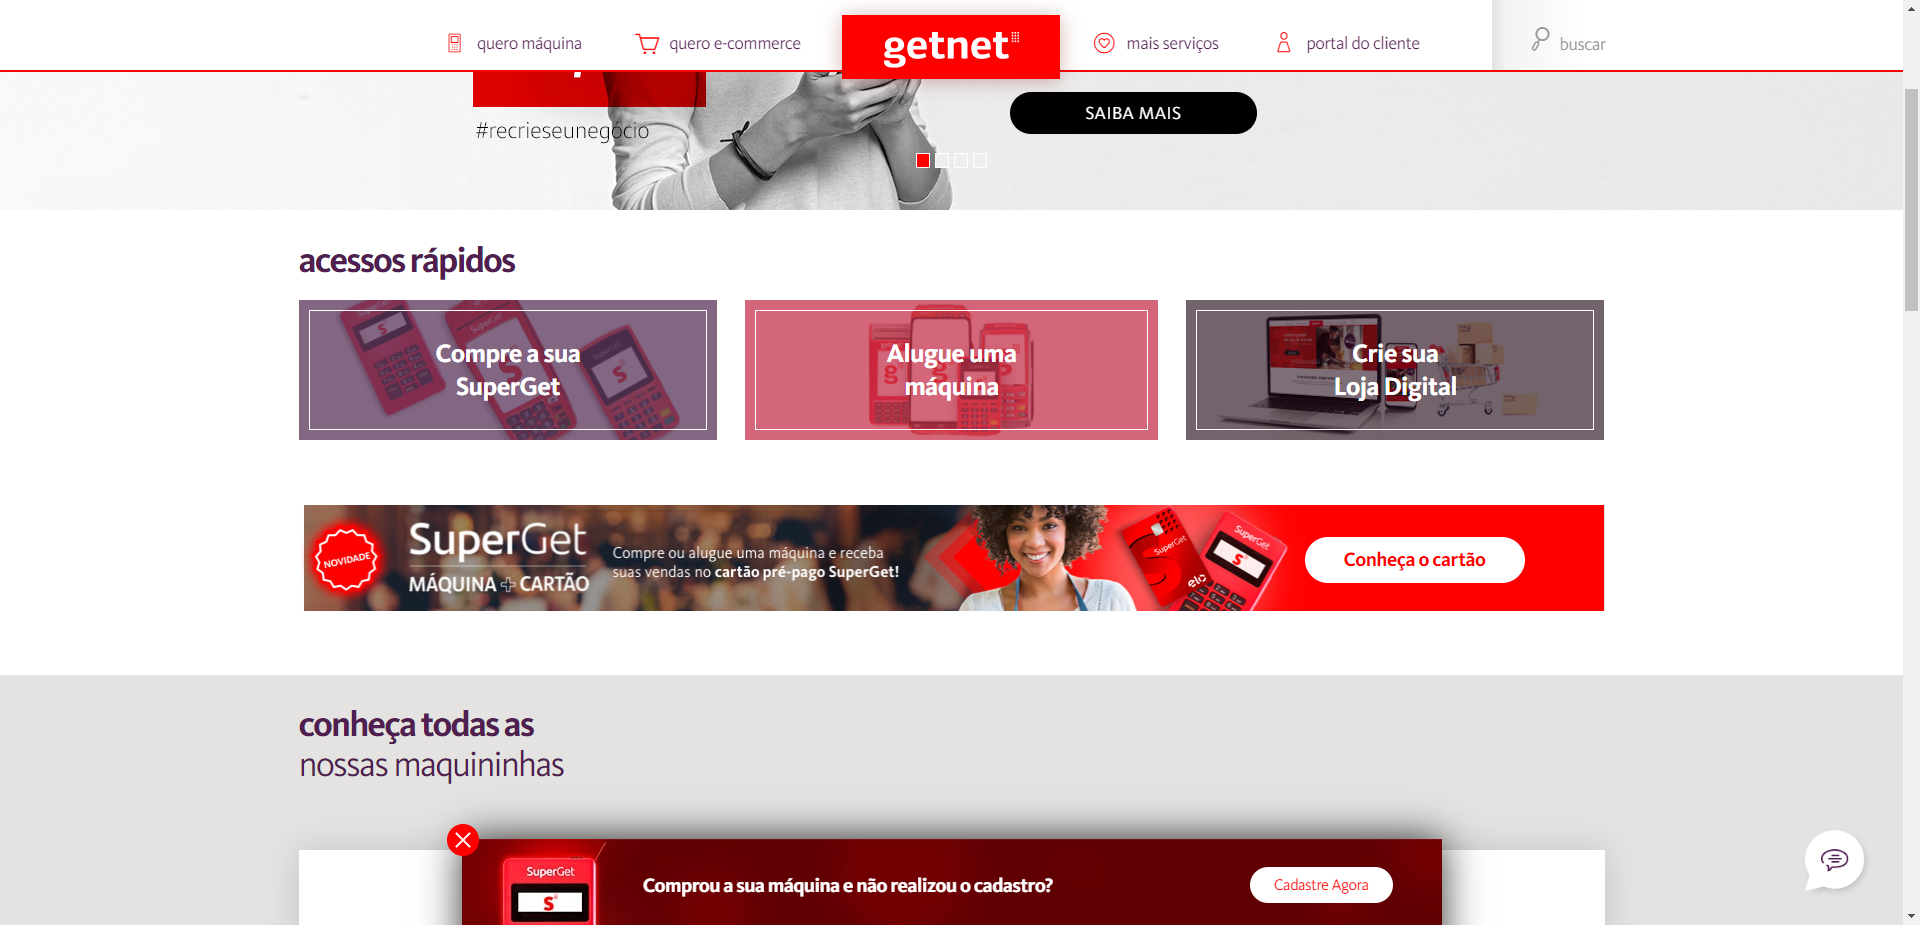 quero máquina
quero e-commerce
getnet
mais serviços
portal do cliente
buscar
#recrieseunegócio
SAIBA MAIS
acessos rápidos
Compre a sua
SuperGet
Alugue uma
máquina
Crie sua
Loja Digital
NOVIDADE
SuperGet
MÁQUINA + CARTÃO
Compre ou alugue uma máquina e receba
suas vendas no cartão pré-pago SuperGet!
SuperGet
elo
SuperGet
S
Conheça o cartão
conheça todas as
nossas maquininhas
SuperGet
S
Comprou a sua máquina e não realizou o cadastro?
Cadastre Agora